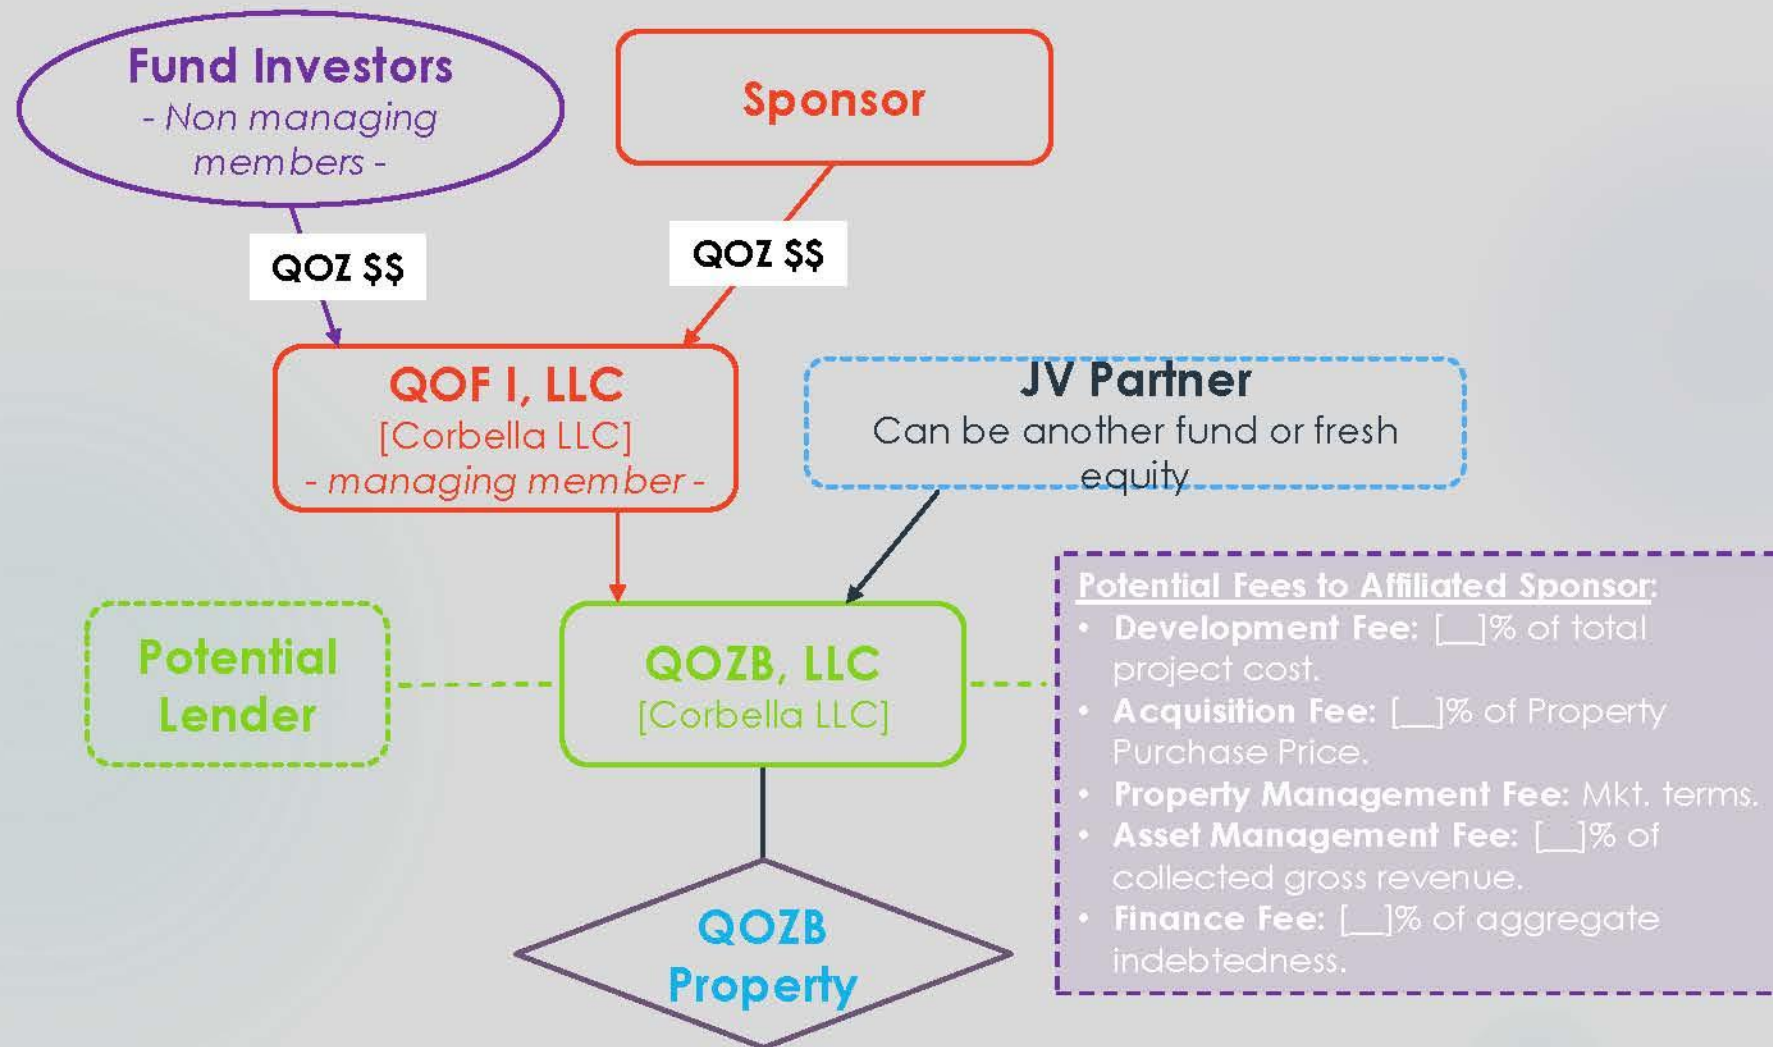 Fund Investors
- Non managing
members -
Sponsor
QOZ $$
QOZ $$
QOF I, LLC
[Corbella LLC]
- managing member -
JV Partner
Can be another fund or fresh
equity
Potential
Lender
QOZB, LLC
[Corbella LLC]
Potential Fees to Affiliated Sponsor:
• Development Fee: [__]% of total
project cost.
• Acquisition Fee: [__]% of Property
Purchase Price.
• Property Management Fee: Mkt. terms.
• Asset Management Fee: [__]% of
collected gross revenue.
• Finance Fee: [__]% of aggregate
indebtedness.
QOZB
Property